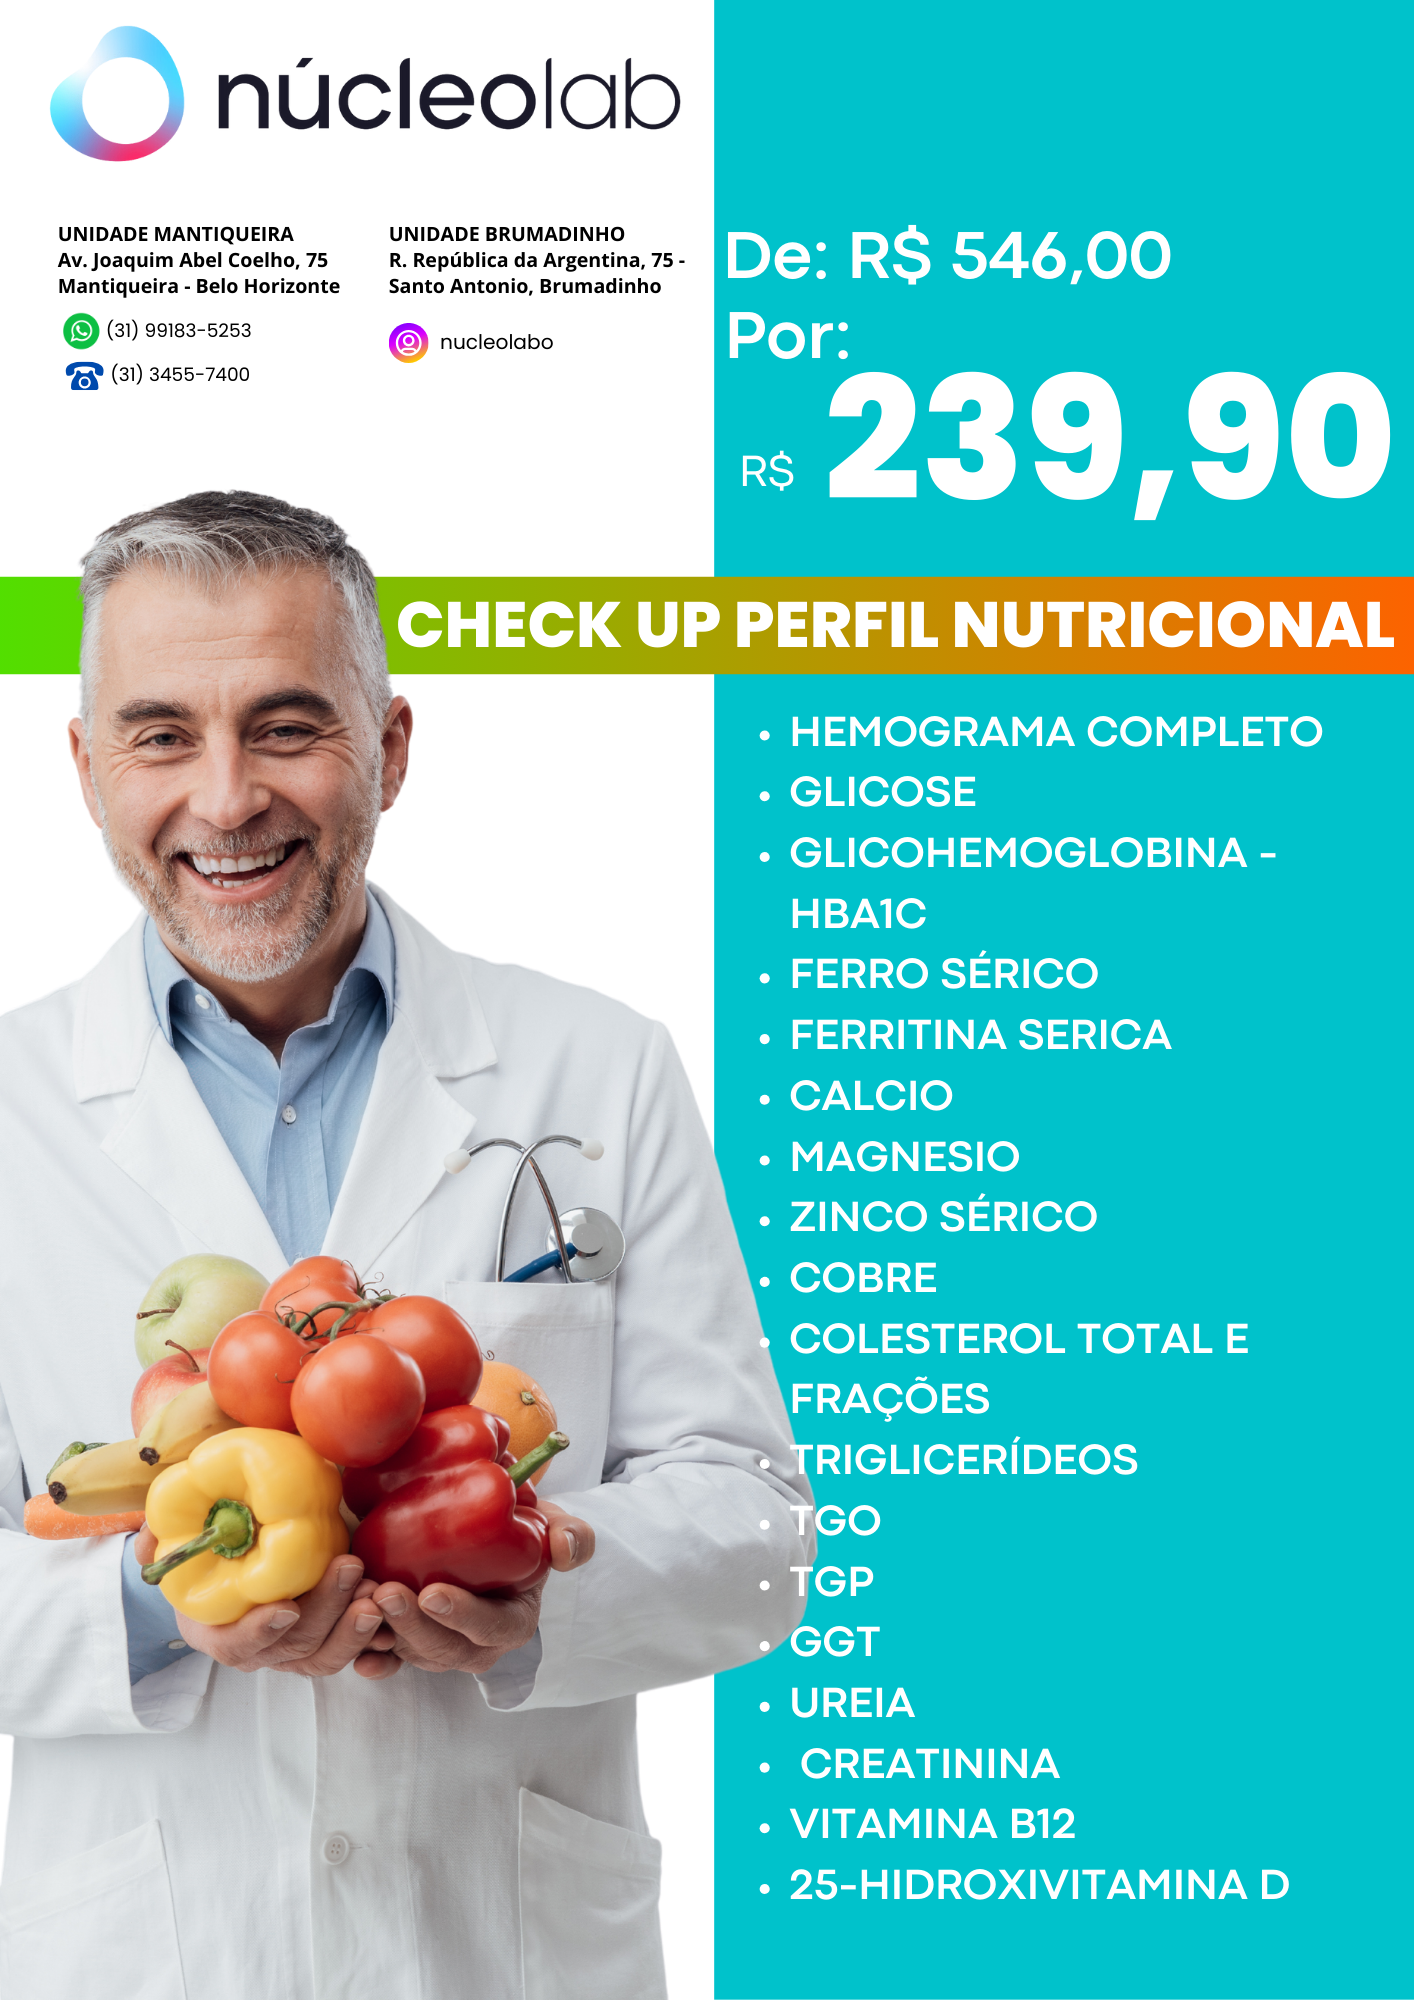 núcleolab
UNIDADE MANTIQUEIRA
Av. Joaquim Abel Coelho, 75
Mantiqueira - Belo Horizonte
(31) 99183-5253
(31) 3455-7400
UNIDADE BRUMADINHO
R. República da Argentina, 75 -
Santo Antonio, Brumadinho
nucleolabo
De: R$ 546,00
Por:
R$ 239,90
CHECK UP PERFIL NUTRICIONAL
• HEMOGRAMA COMPLETO
• GLICOSE
• GLICOHEMOGLOBINA -
HBA1C
• FERRO SÉRICO
• FERRITINA SERICA
• CALCIO
• MAGNESIO
• ZINCO SÉRICO
• COBRE
• COLESTEROL TOTAL E
FRAÇÕES
• TRIGLICERÍDEOS
• TGO
• TGP
• GGT
• UREIA
• CREATININA
• VITAMINA B12
• 25-HIDROXIVITAMINA D